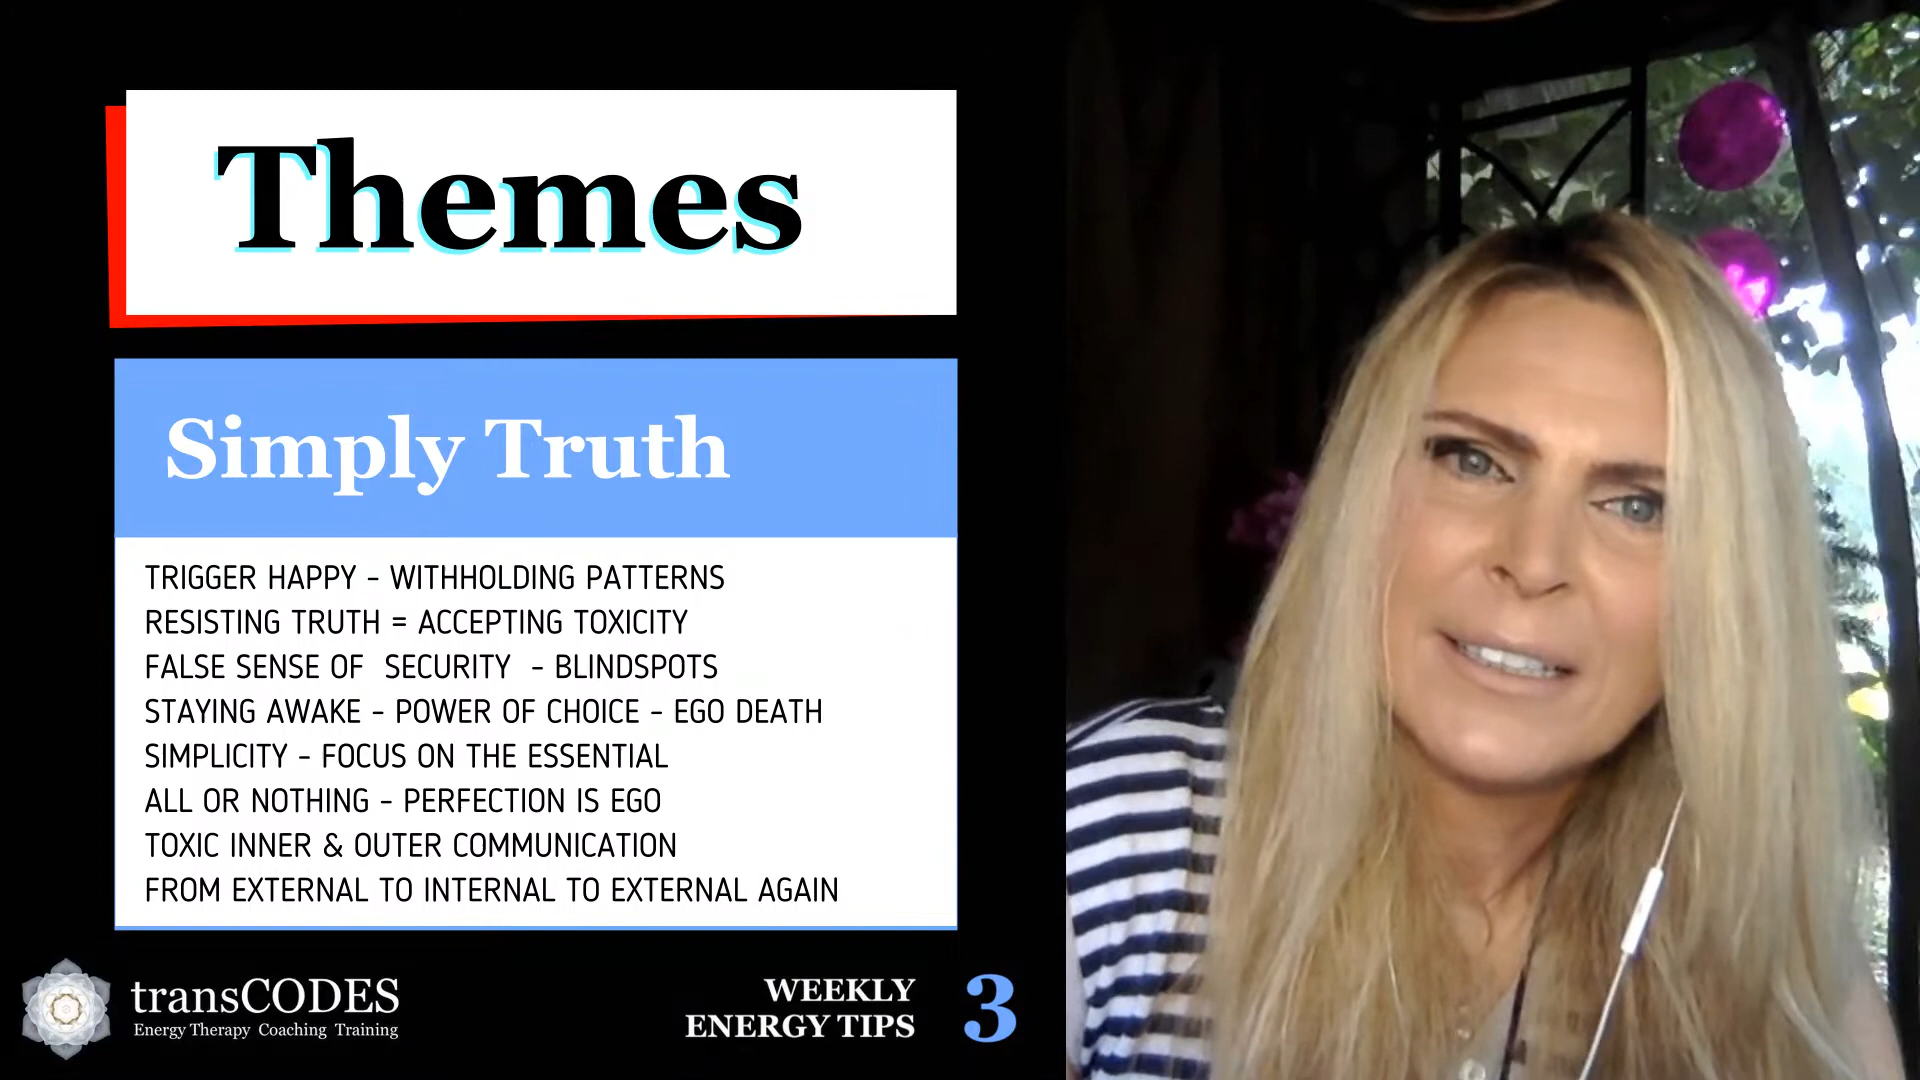 Themes
Simply Truth
TRIGGER HAPPY - WITHHOLDING PATTERNS
RESISTING TRUTH = ACCEPTING TOXICITY
FALSE SENSE OF SECURITY - BLINDSPOTS
STAYING AWAKE - POWER OF CHOICE - EGO DEATH
SIMPLICITY - FOCUS ON THE ESSENTIAL
ALL OR NOTHING - PERFECTION IS EGO
TOXIC INNER & OUTER COMMUNICATION
FROM EXTERNAL TO INTERNAL TO EXTERNAL AGAIN
transCODES
Energy Therapy Coaching Training
WEEKLY
ENERGY TIPS
3